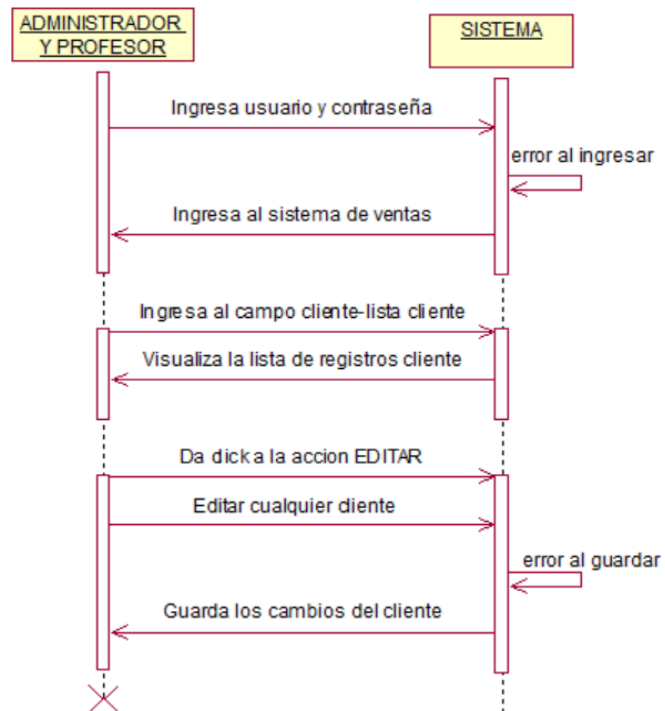 ADMINISTRADOR
Y PROFESOR
SISTEMA
Ingresa usuario y contraseña
error al ingresar
Ingresa al sistema de ventas
Ingresa al campo cliente-lista cliente
Visualiza la lista de registros cliente
Da click a la accion EDITAR
Editar cualquier cliente
error al guardar
Guarda los cambios del cliente